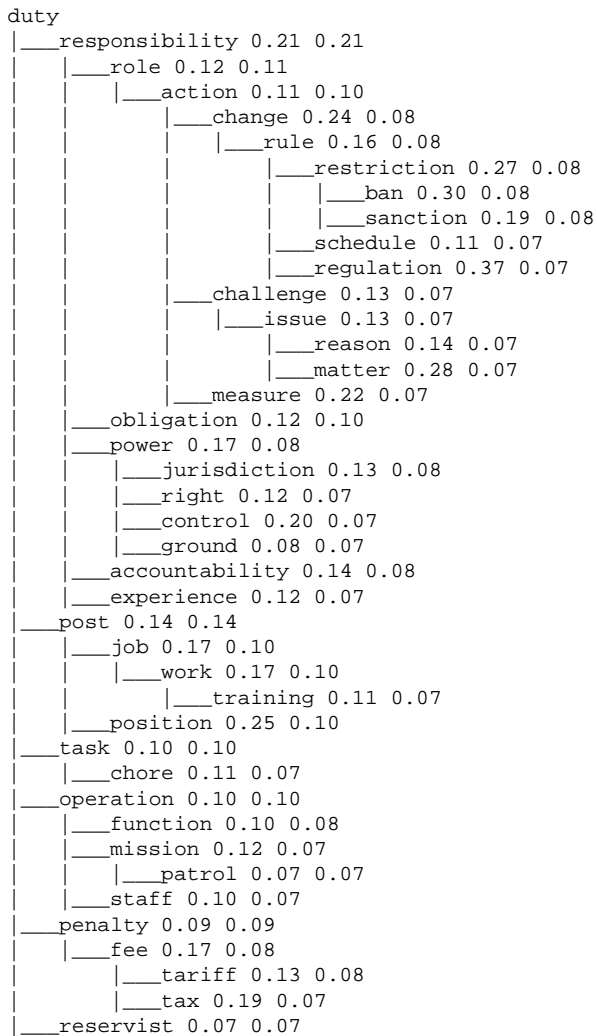 duty
|___responsibility 0.21 0.21
|   |___role 0.12 0.11
|   |   |___action 0.11 0.10
|   |       |___change 0.24 0.08
|   |       |   |___rule 0.16 0.08
|   |       |       |___restriction 0.27 0.08
|   |       |       |   |___ban 0.30 0.08
|   |       |       |   |___sanction 0.19 0.08
|   |       |       |___schedule 0.11 0.07
|   |       |       |___regulation 0.37 0.07
|   |       |___challenge 0.13 0.07
|   |       |   |___issue 0.13 0.07
|   |       |       |___reason 0.14 0.07
|   |       |       |___matter 0.28 0.07
|   |       |___measure 0.22 0.07
|   |___obligation 0.12 0.10
|   |___power 0.17 0.08
|   |   |___jurisdiction 0.13 0.08
|   |   |___right 0.12 0.07
|   |   |___control 0.20 0.07
|   |   |___ground 0.08 0.07
|   |___accountability 0.14 0.08
|   |___experience 0.12 0.07
|___post 0.14 0.14
|   |___job 0.17 0.10
|   |   |___work 0.17 0.10
|   |       |___training 0.11 0.07
|   |___position 0.25 0.10
|___task 0.10 0.10
|   |___chore 0.11 0.07
|___operation 0.10 0.10
|   |___function 0.10 0.08
|   |___mission 0.12 0.07
|   |   |___patrol 0.07 0.07
|   |___staff 0.10 0.07
|___penalty 0.09 0.09
|   |___fee 0.17 0.08
|       |___tariff 0.13 0.08
|       |___tax 0.19 0.07
|___reservist 0.07 0.07